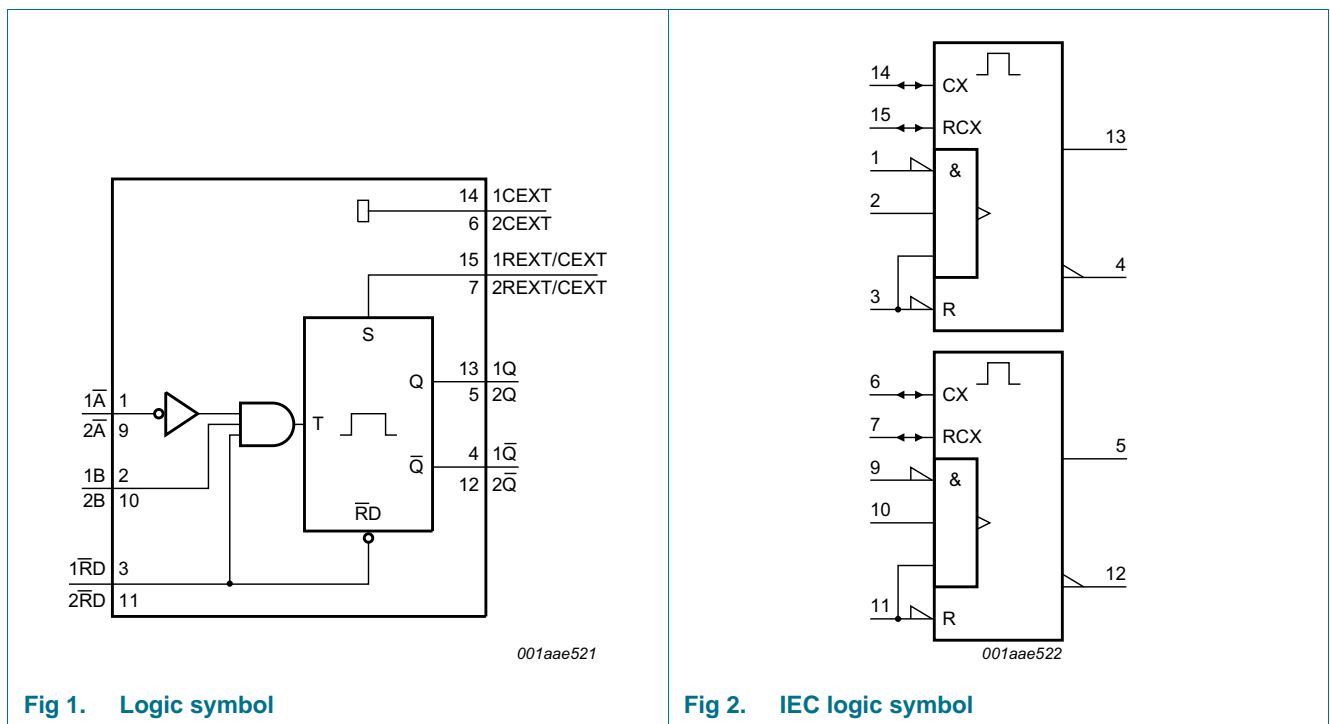 14 1CEXT
6 2CEXT
15 1REXT/CEXT
7 2REXT/CEXT
S
Q
13 1Q
5 2Q
1A̅ 1
2A̅ 9
T
Q̅
4 1Q̅
12 2Q̅
1B 2
2B 10
R̅D̅
1R̅D̅ 3
2R̅D̅ 11
001aae521
Fig 1. Logic symbol
14 CX
15 RCX
13
1 &
2
4
3 R
6 CX
7 RCX
5
9 &
10
12
11 R
001aae522
Fig 2. IEC logic symbol